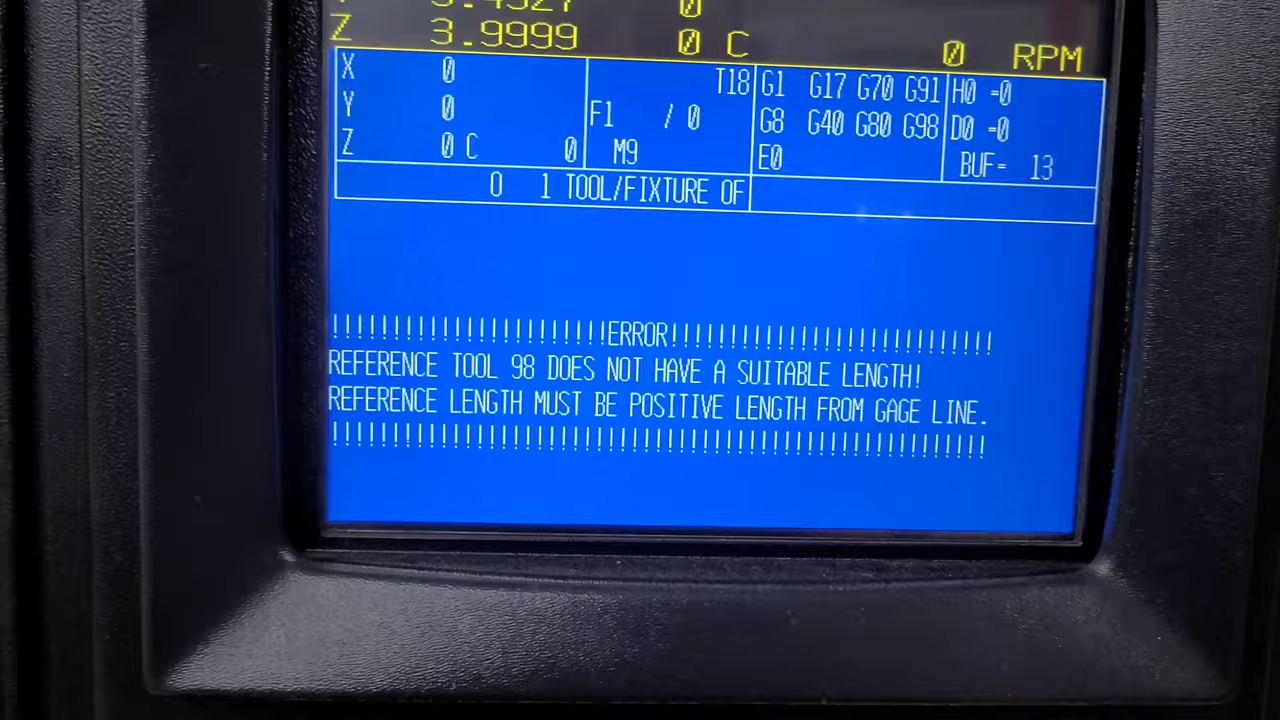 Z 3.9999 0 C 0 RPM
X 0 T18 G1 G17 G70 G91 H0 =0
Y 0 F1 / 0 G8 G40 G80 G98 D0 =0
Z 0 C 0 M9 E0 BUF= 13
O 1 TOOL/FIXTURE OF
!!!!!!!!!!!!!!!!!!!!!!!ERROR!!!!!!!!!!!!!!!!!!!!!!!!!!!
REFERENCE TOOL 98 DOES NOT HAVE A SUITABLE LENGTH!
REFERENCE LENGTH MUST BE POSITIVE LENGTH FROM GAGE LINE.
!!!!!!!!!!!!!!!!!!!!!!!!!!!!!!!!!!!!!!!!!!!!!!!!!!!!!!!